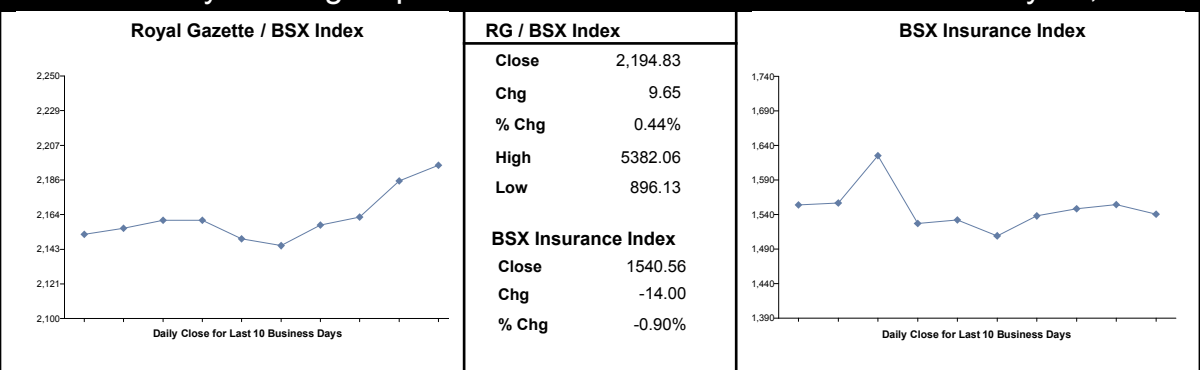 Royal Gazette / BSX Index
2,250
2,229
2,207
2,186
2,164
2,143
2,121
2,100
Daily Close for Last 10 Business Days
RG / BSX Index
Close 2,194.83
Chg 9.65
% Chg 0.44%
High 5382.06
Low 896.13
BSX Insurance Index
Close 1540.56
Chg -14.00
% Chg -0.90%
BSX Insurance Index
1,740
1,690
1,640
1,590
1,540
1,490
1,440
1,390
Daily Close for Last 10 Business Days